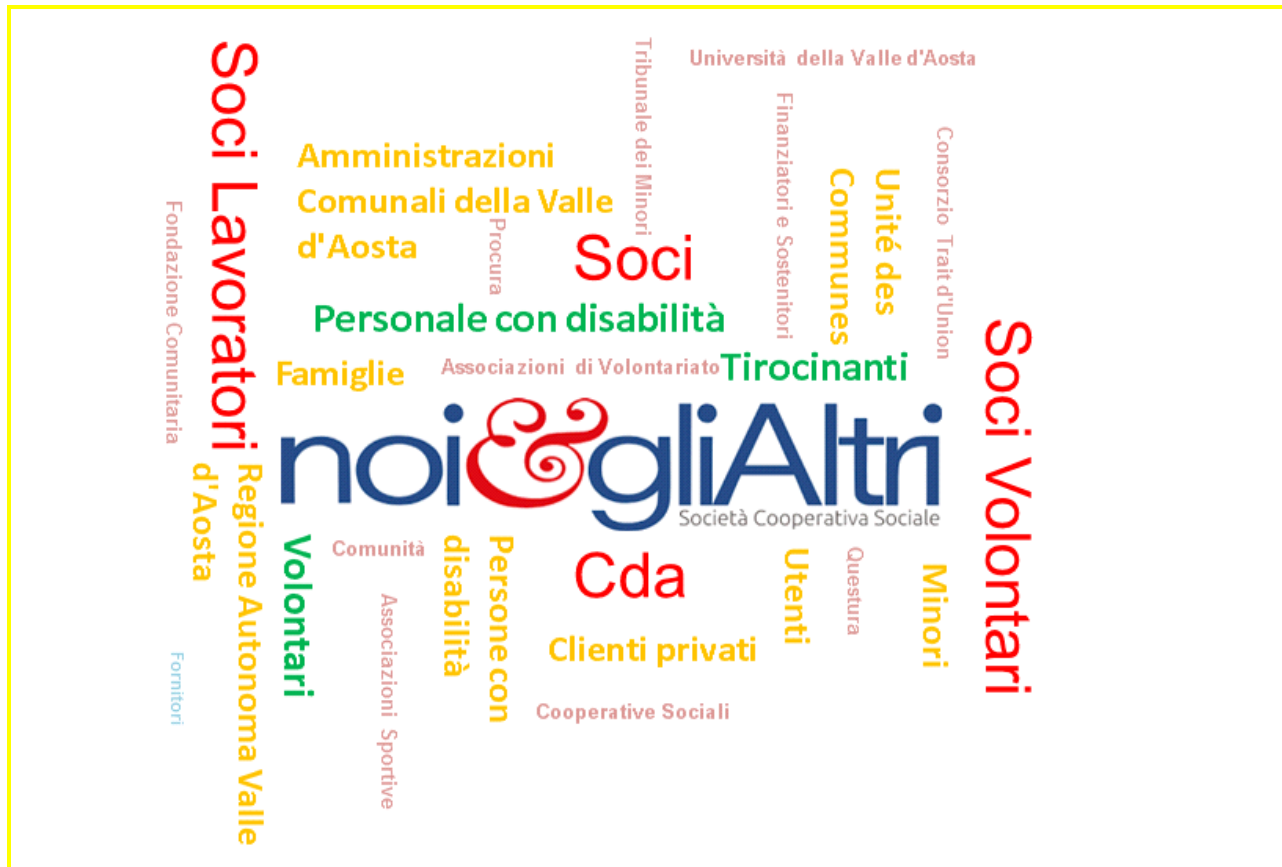 Soci Lavoratori
Tribunale dei Minori
Università della Valle d'Aosta
Finanziatori e Sostenitori
Consorzio Trait d'Union
Amministrazioni
Comunali della Valle
d'Aosta
Unité des
Communes
Fondazione Comunitaria
Procura
Soci
Personale con disabilità
Famiglie
Associazioni di Volontariato
Tirocinanti
Soci Volontari
noi&gliAltri
Società Cooperativa Sociale
Regione Autonoma Valle
d'Aosta
Volontari
Comunità
Persone con
disabilità
Cda
Utenti
Questura
Minori
Associazioni Sportive
Clienti privati
Fornitori
Cooperative Sociali